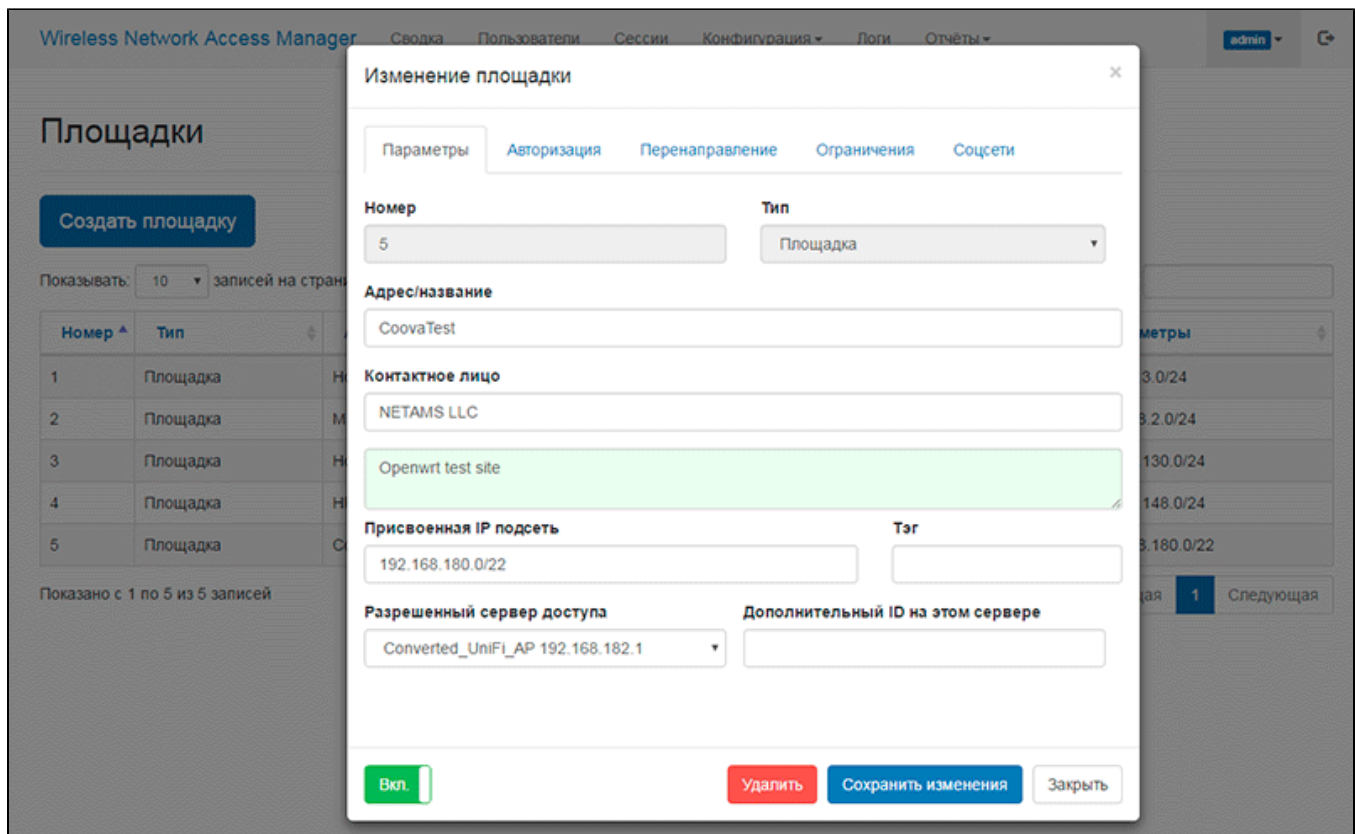 Wireless Network Access Manager Сводка Пользователи Сессии Конфигурация Логи Отчёты admin
Изменение площадки ×
Площадки
Параметры Авторизация Перенаправление Ограничения Соцсети
Создать площадку
Номер Тип
5 Площадка
Показывать: 10 записей на
Адрес/название
CoovaTest
Номер Тип
Контактное лицо
1 Площадка 3.0/24
NETAMS LLC
2 Площадка .2.0/24
Openwrt test site
3 Площадка 130.0/24
4 Площадка 148.0/24
Присвоенная IP подсеть Тэг
5 Площадка .180.0/22
192.168.180.0/22
Показано с 1 по 5 из 5 записей 1 Следующая
Разрешенный сервер доступа Дополнительный ID на этом сервере
Converted_UniFi_AP 192.168.182.1
Вкл. Удалить Сохранить изменения Закрыть